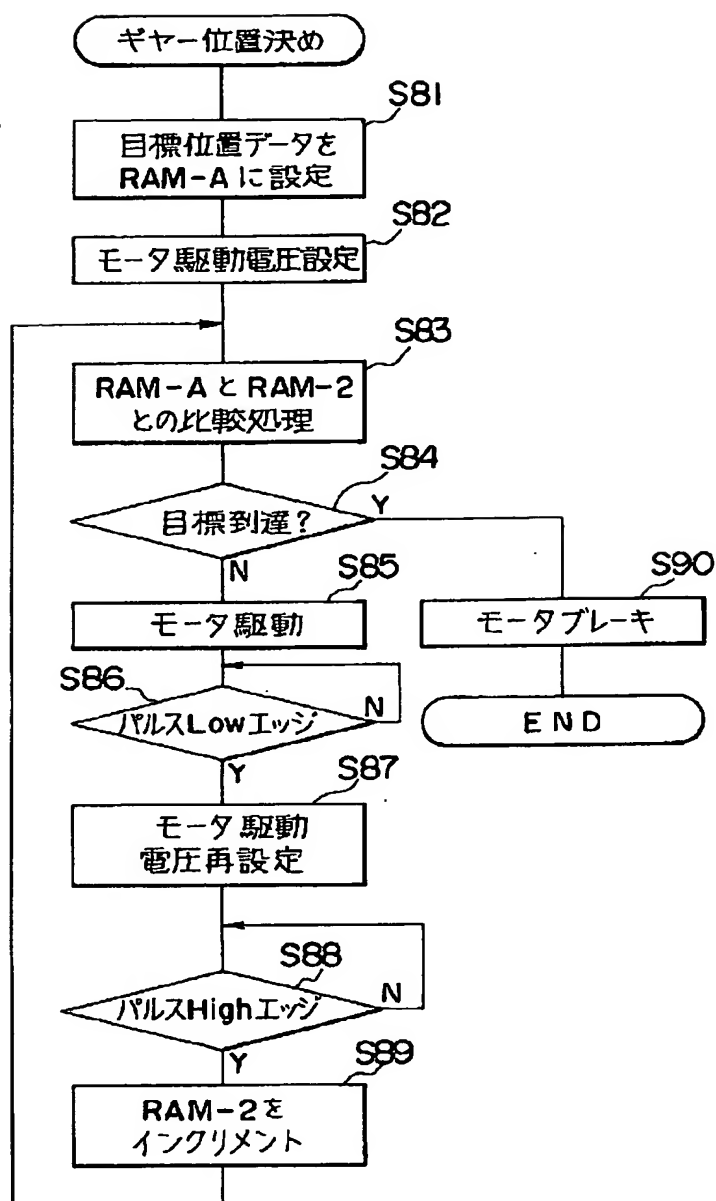 ギヤー位置決め
S81
目標位置データを
RAM-Aに設定
S82
モータ駆動電圧設定
S83
RAM-AとRAM-2
との比較処理
S84
目標到達?
Y
N
S85
モータ駆動
S90
モータブレーキ
END
S86
パルスLowエッジ
N
Y
S87
モータ駆動
電圧再設定
S88
パルスHighエッジ
N
Y
S89
RAM-2を
インクリメント